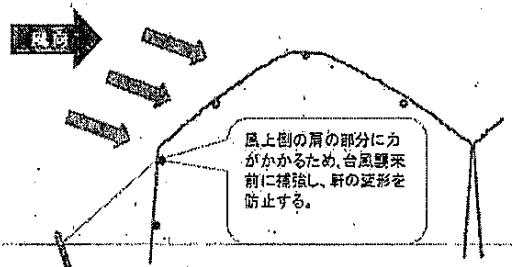 風向
風上側の肩の部分に力
がかかるため、台風襲来
前に補強し、軒の変形を
防止する。